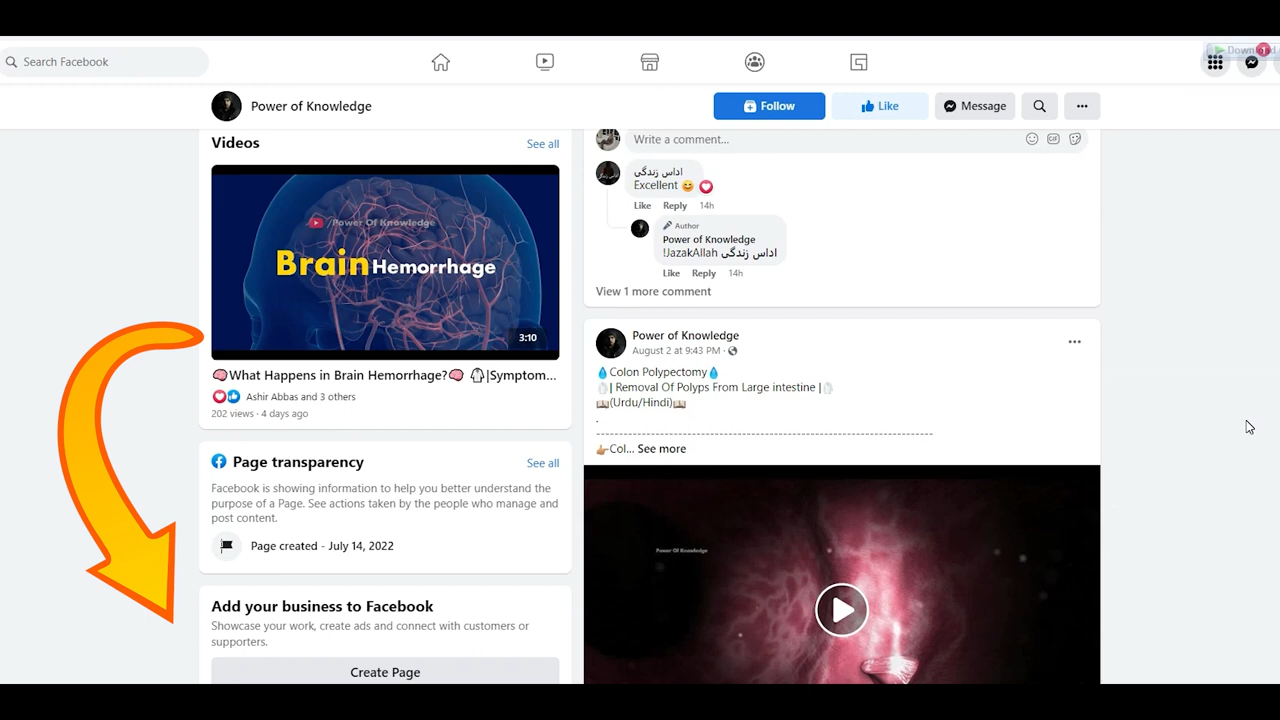 Search Facebook
Download
1
Power of Knowledge
Follow
Like
Message
Videos
See all
/Power Of Knowledge
Brain Hemorrhage
3:10
🧠What Happens in Brain Hemorrhage?🧠 |Symptom...
Ashir Abbas and 3 others
202 views · 4 days ago
Page transparency
See all
Facebook is showing information to help you better understand the
purpose of a Page. See actions taken by the people who manage and
post content.
Page created - July 14, 2022
Add your business to Facebook
Showcase your work, create ads and connect with customers or
supporters.
Create Page
Write a comment...
GIF
اداس زندگی
Excellent 😊
Like Reply 14h
Author
Power of Knowledge
!JazakAllah اداس زندگی
Like Reply 14h
View 1 more comment
Power of Knowledge
August 2 at 9:43 PM ·
💧Colon Polypectomy💧
| Removal Of Polyps From Large intestine |
📖(Urdu/Hindi)📖
.
--------------------------------------------------------------------------------
👉Col... See more
Power Of Knowledge